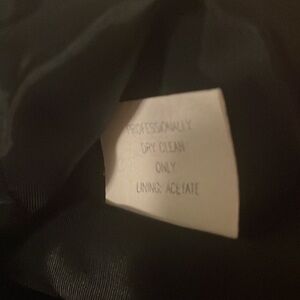 PROFESSIONALLY
DRY CLEAN
ONLY
LINING: ACETATE